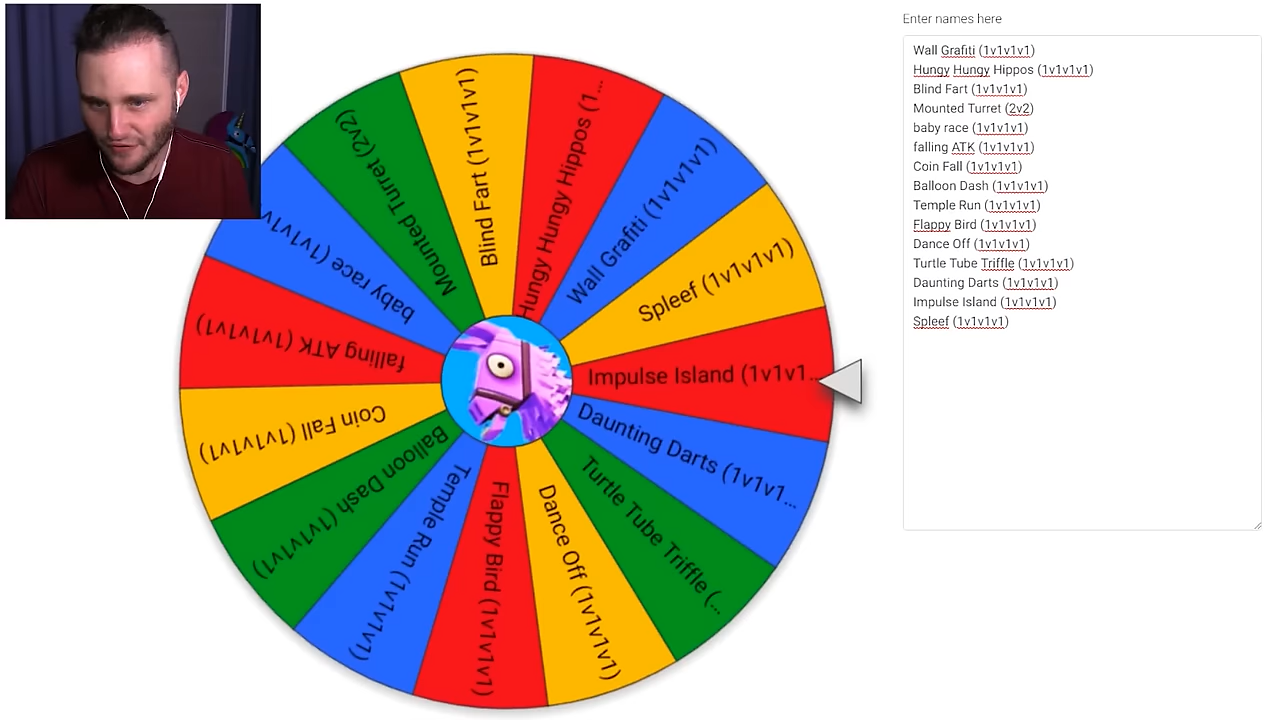 Enter names here
Wall Grafiti (1v1v1v1)
Hungy Hungy Hippos (1v1v1v1)
Blind Fart (1v1v1v1)
Mounted Turret (2v2)
baby race (1v1v1v1)
falling ATK (1v1v1v1)
Coin Fall (1v1v1v1)
Balloon Dash (1v1v1v1)
Temple Run (1v1v1v1)
Flappy Bird (1v1v1v1)
Dance Off (1v1v1v1)
Turtle Tube Triffle (1v1v1v1)
Daunting Darts (1v1v1v1)
Impulse Island (1v1v1v1)
Spleef (1v1v1v1)
Wall Grafiti (1v1v1v1)
Spleef (1v1v1v1)
Impulse Island (1v1v1...
Daunting Darts (1v1v1...
Turtle Tube Triffle (...
Dance Off (1v1v1v1)
Flappy Bird (1v1v1v1)
Temple Run (1v1v1v1)
Balloon Dash (1v1v1v1)
Coin Fall (1v1v1v1)
falling ATK (1v1v1v1)
baby race (1v1v1v
Mounted Turret (2v2)
Blind Fart (1v1v1v1)
Hungy Hungy Hippos (1...